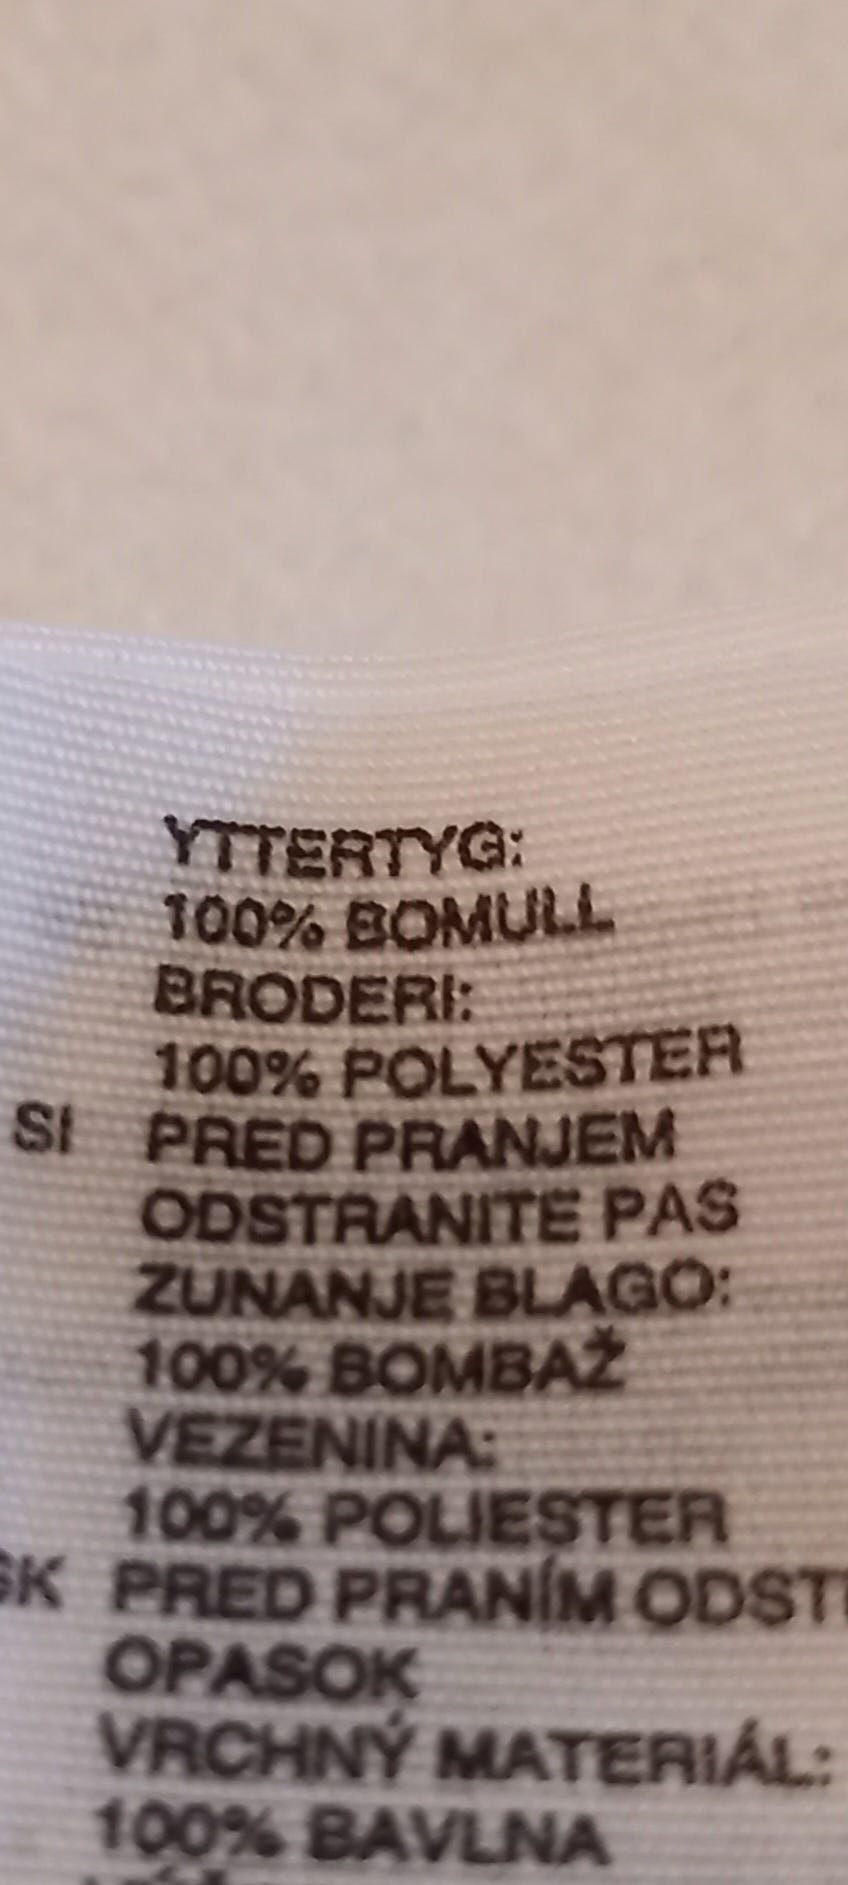 YTTERTYG:
100% BOMULL
BRODERI:
100% POLYESTER
SI PRED PRANJEM
ODSTRANITE PAS
ZUNANJE BLAGO:
100% BOMBAŽ
VEZENINA:
100% POLIESTER
SK PRED PRANÍM
OPASOK
VRCHNÝ MATERIÁL:
100% BAVLNA